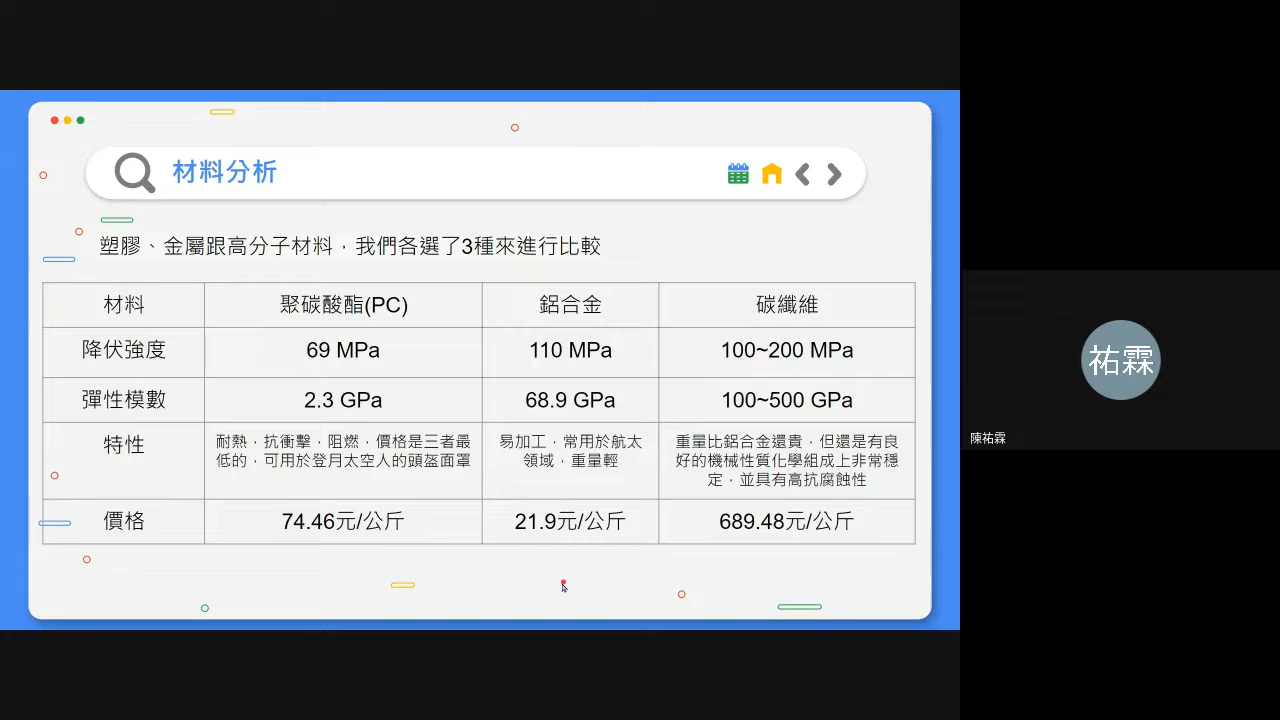 材料分析
塑膠、金屬跟高分子材料，我們各選了3種來進行比較
材料 聚碳酸酯(PC) 鋁合金 碳纖維
降伏強度 69 MPa 110 MPa 100~200 MPa
彈性模數 2.3 GPa 68.9 GPa 100~500 GPa
特性
耐熱，抗衝擊，阻燃，價格是三者最
低的，可用於登月太空人的頭盔面罩
易加工，常用於航太
領域，重量輕
重量比鋁合金還貴，但還是有良
好的機械性質化學組成上非常穩
定，並具有高抗腐蝕性
價格 74.46元/公斤 21.9元/公斤 689.48元/公斤
祐霖
陳祐霖